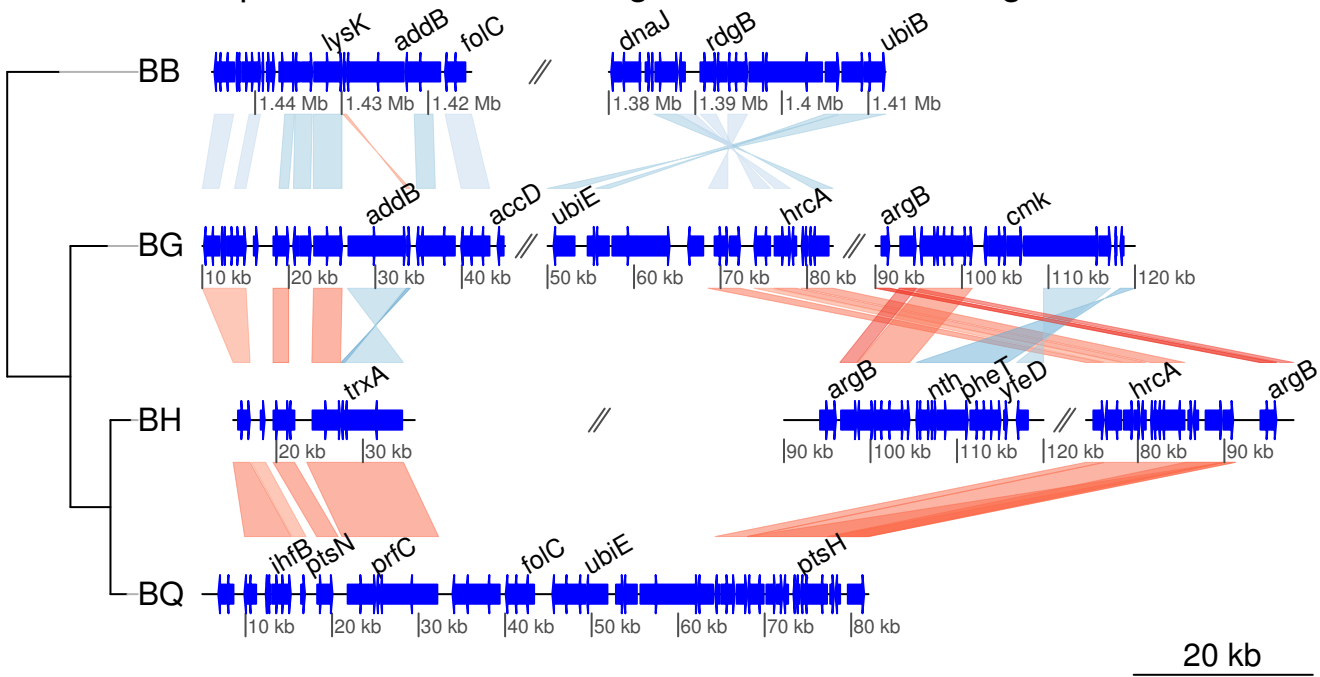 lysK addB folC dnaJ rdgB ubiB
BB
1.44 Mb 1.43 Mb 1.42 Mb 1.38 Mb 1.39 Mb 1.4 Mb 1.41 Mb
addB accD ubiE hrcA argB cmk
BG
10 kb 20 kb 30 kb 40 kb 50 kb 60 kb 70 kb 80 kb 90 kb 100 kb 110 kb 120 kb
trxA argB nth pheT yfeD hrcA argB
BH
20 kb 30 kb 90 kb 100 kb 110 kb 120 kb 80 kb 90 kb
ihfB ptsN prfC folC ubiE ptsH
BQ
10 kb 20 kb 30 kb 40 kb 50 kb 60 kb 70 kb 80 kb
20 kb